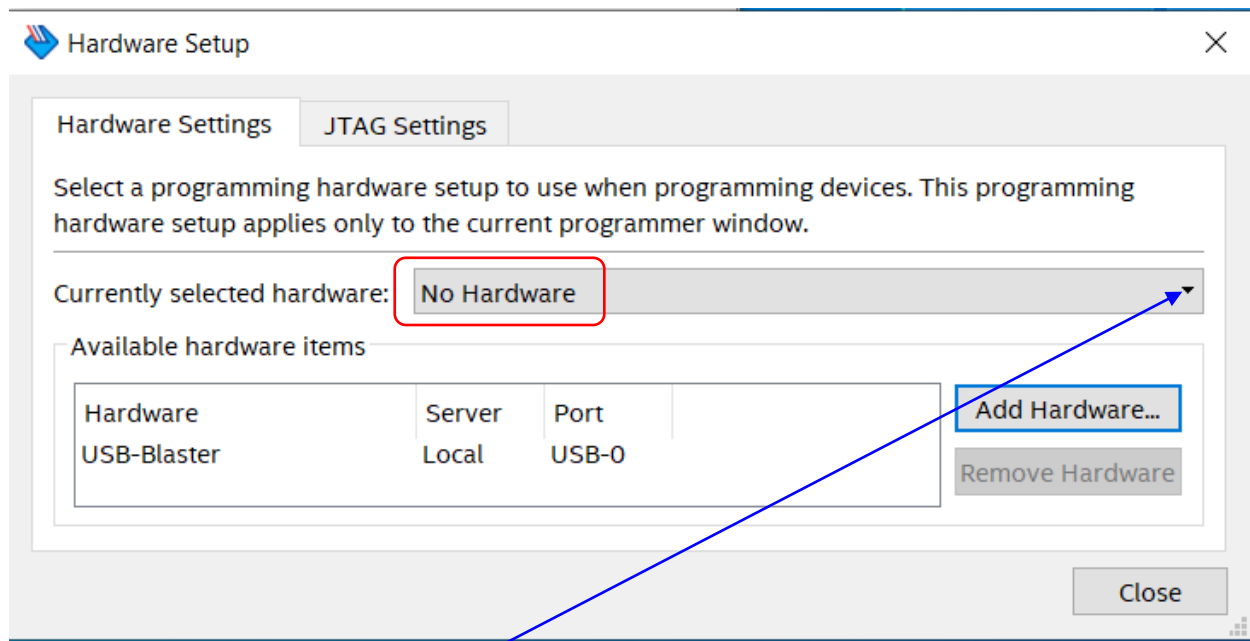 Hardware Setup
Hardware Settings
JTAG Settings
Select a programming hardware setup to use when programming devices. This programming
hardware setup applies only to the current programmer window.
Currently selected hardware: No Hardware
Available hardware items
Hardware Server Port
USB-Blaster Local USB-0
Add Hardware...
Remove Hardware
Close